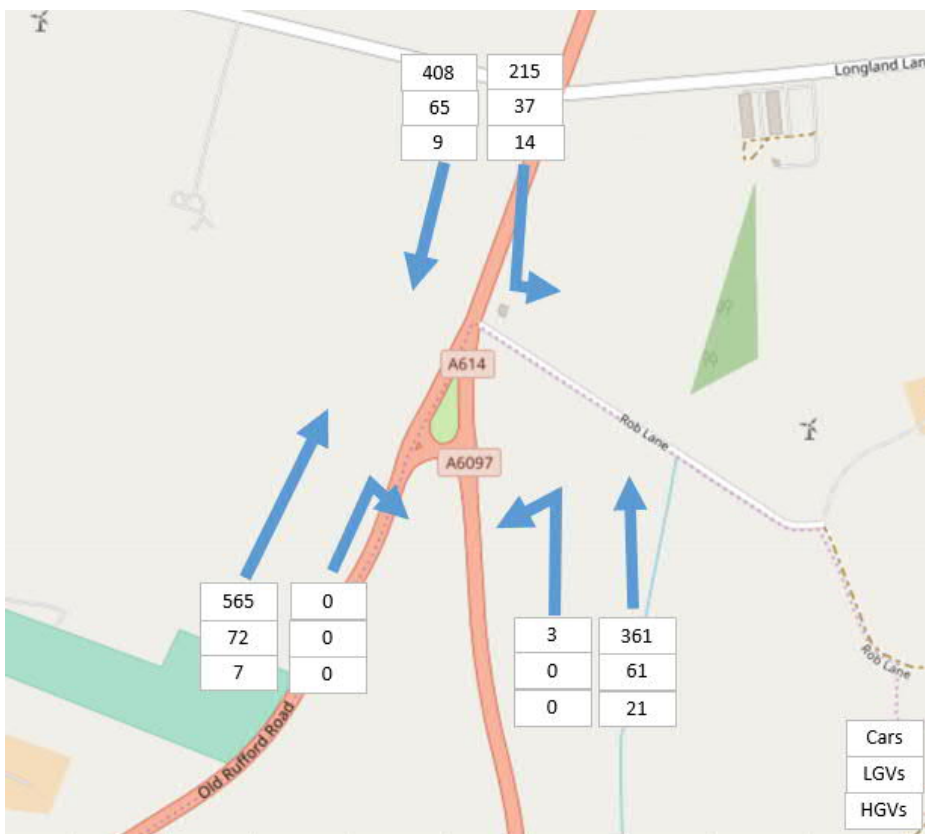 408 215
65 37
9 14
Longland Lan
A614
Rob Lane
A6097
565 0
72 0
7 0
3 361
0 61
0 21
Rob Lane
Old Rufford Road
Cars
LGVs
HGVs